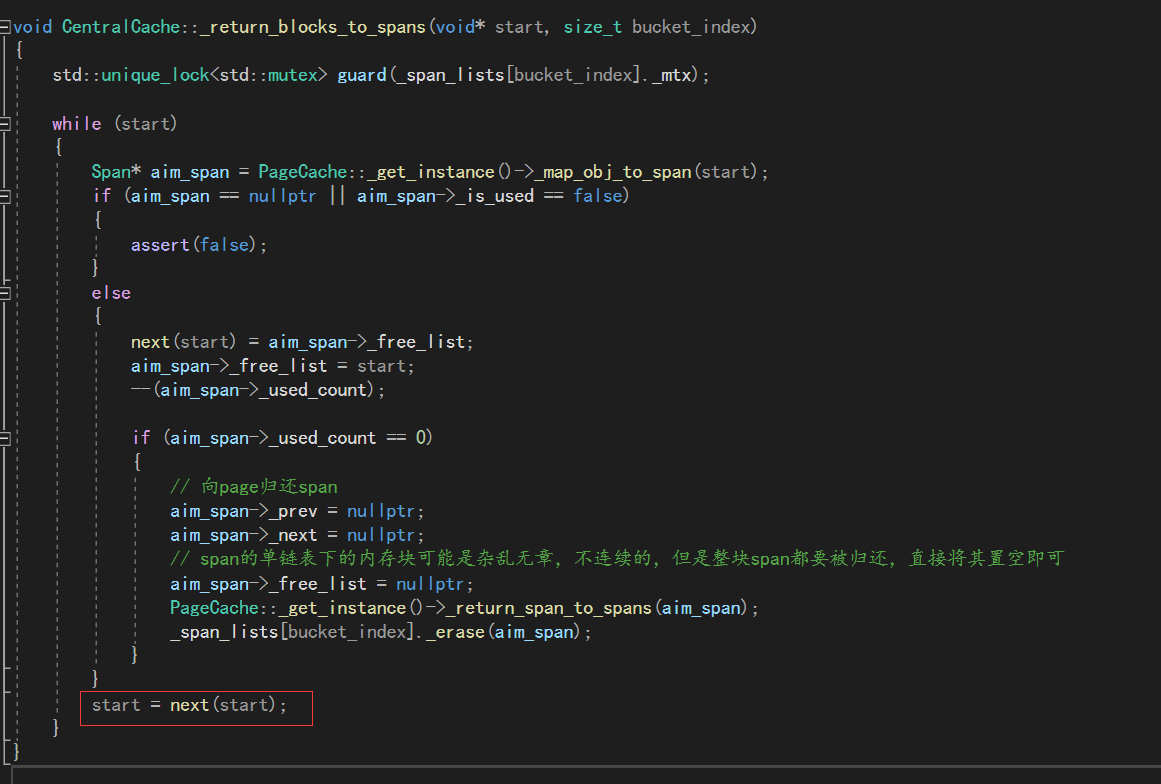 void CentralCache::_return_blocks_to_spans(void* start, size_t bucket_index)
{
std::unique_lock<std::mutex> guard(_span_lists[bucket_index]._mtx);
while (start)
{
Span* aim_span = PageCache::_get_instance()->_map_obj_to_span(start);
if (aim_span == nullptr || aim_span->_is_used == false)
{
assert(false);
}
else
{
next(start) = aim_span->_free_list;
aim_span->_free_list = start;
--(aim_span->_used_count);
if (aim_span->_used_count == 0)
{
// 向page归还span
aim_span->_prev = nullptr;
aim_span->_next = nullptr;
// span的单链表下的内存块可能是杂乱无章，不连续的，但是整块span都要被归还，直接将其置空即可
aim_span->_free_list = nullptr;
PageCache::_get_instance()->_return_span_to_spans(aim_span);
_span_lists[bucket_index]._erase(aim_span);
}
}
start = next(start);
}
}